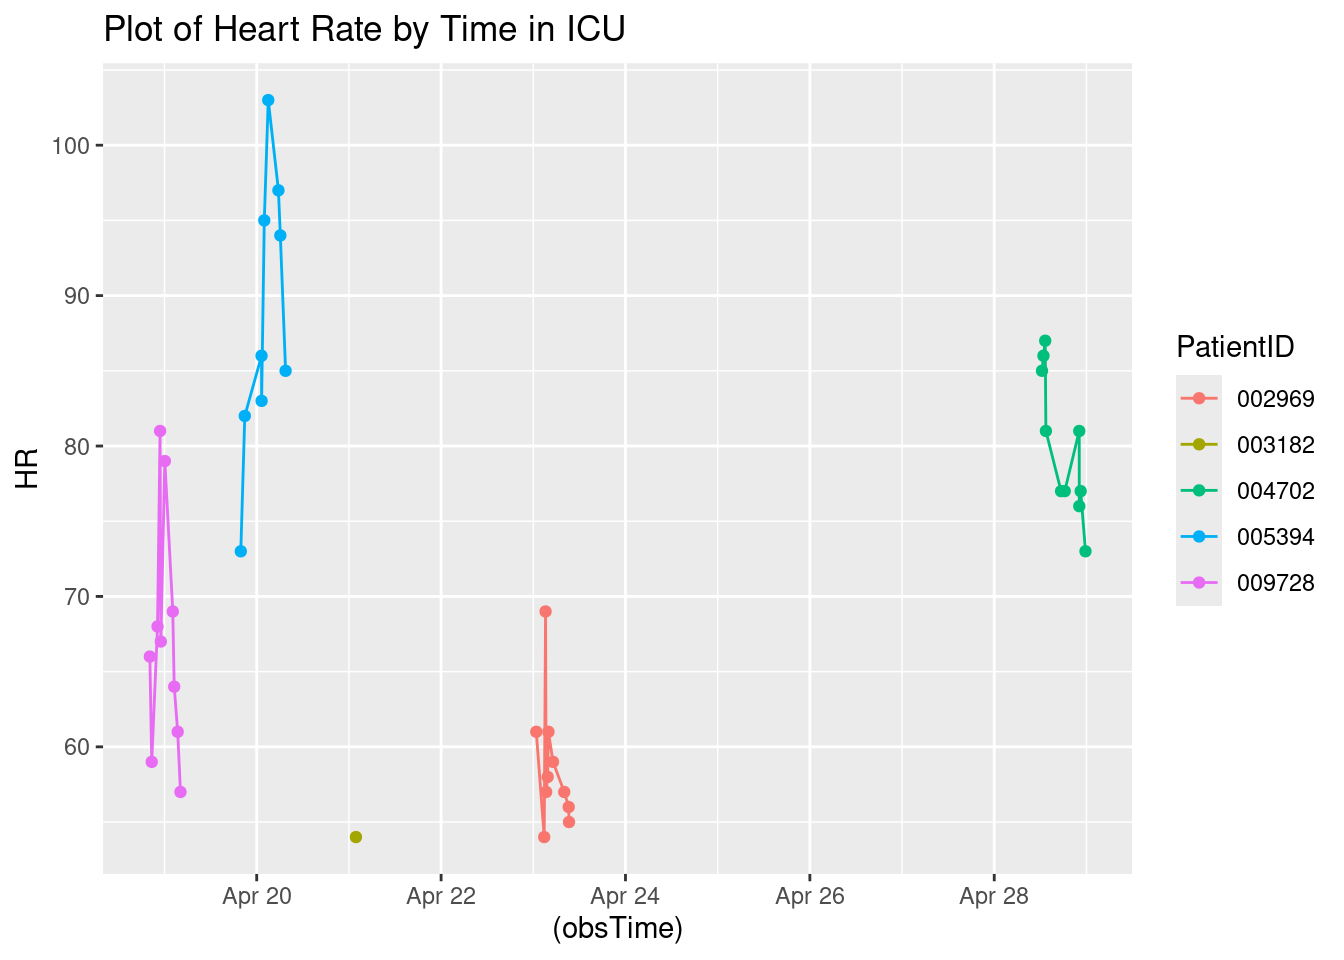 Plot of Heart Rate by Time in ICU
HR
100
90
80
70
60
Apr 20
Apr 22
Apr 24
Apr 26
Apr 28
(obsTime)
PatientID
002969
003182
004702
005394
009728